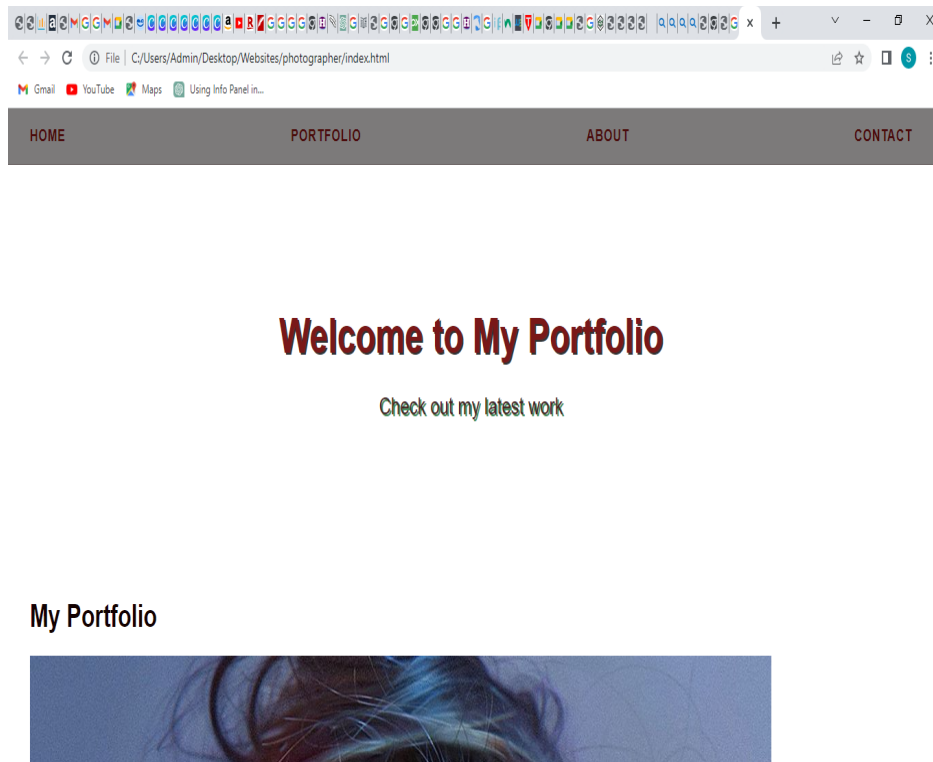 File | C:/Users/Admin/Desktop/Websites/photographer/index.html
Gmail YouTube Maps Using Info Panel in...
HOME PORTFOLIO ABOUT CONTACT
Welcome to My Portfolio
Check out my latest work
My Portfolio